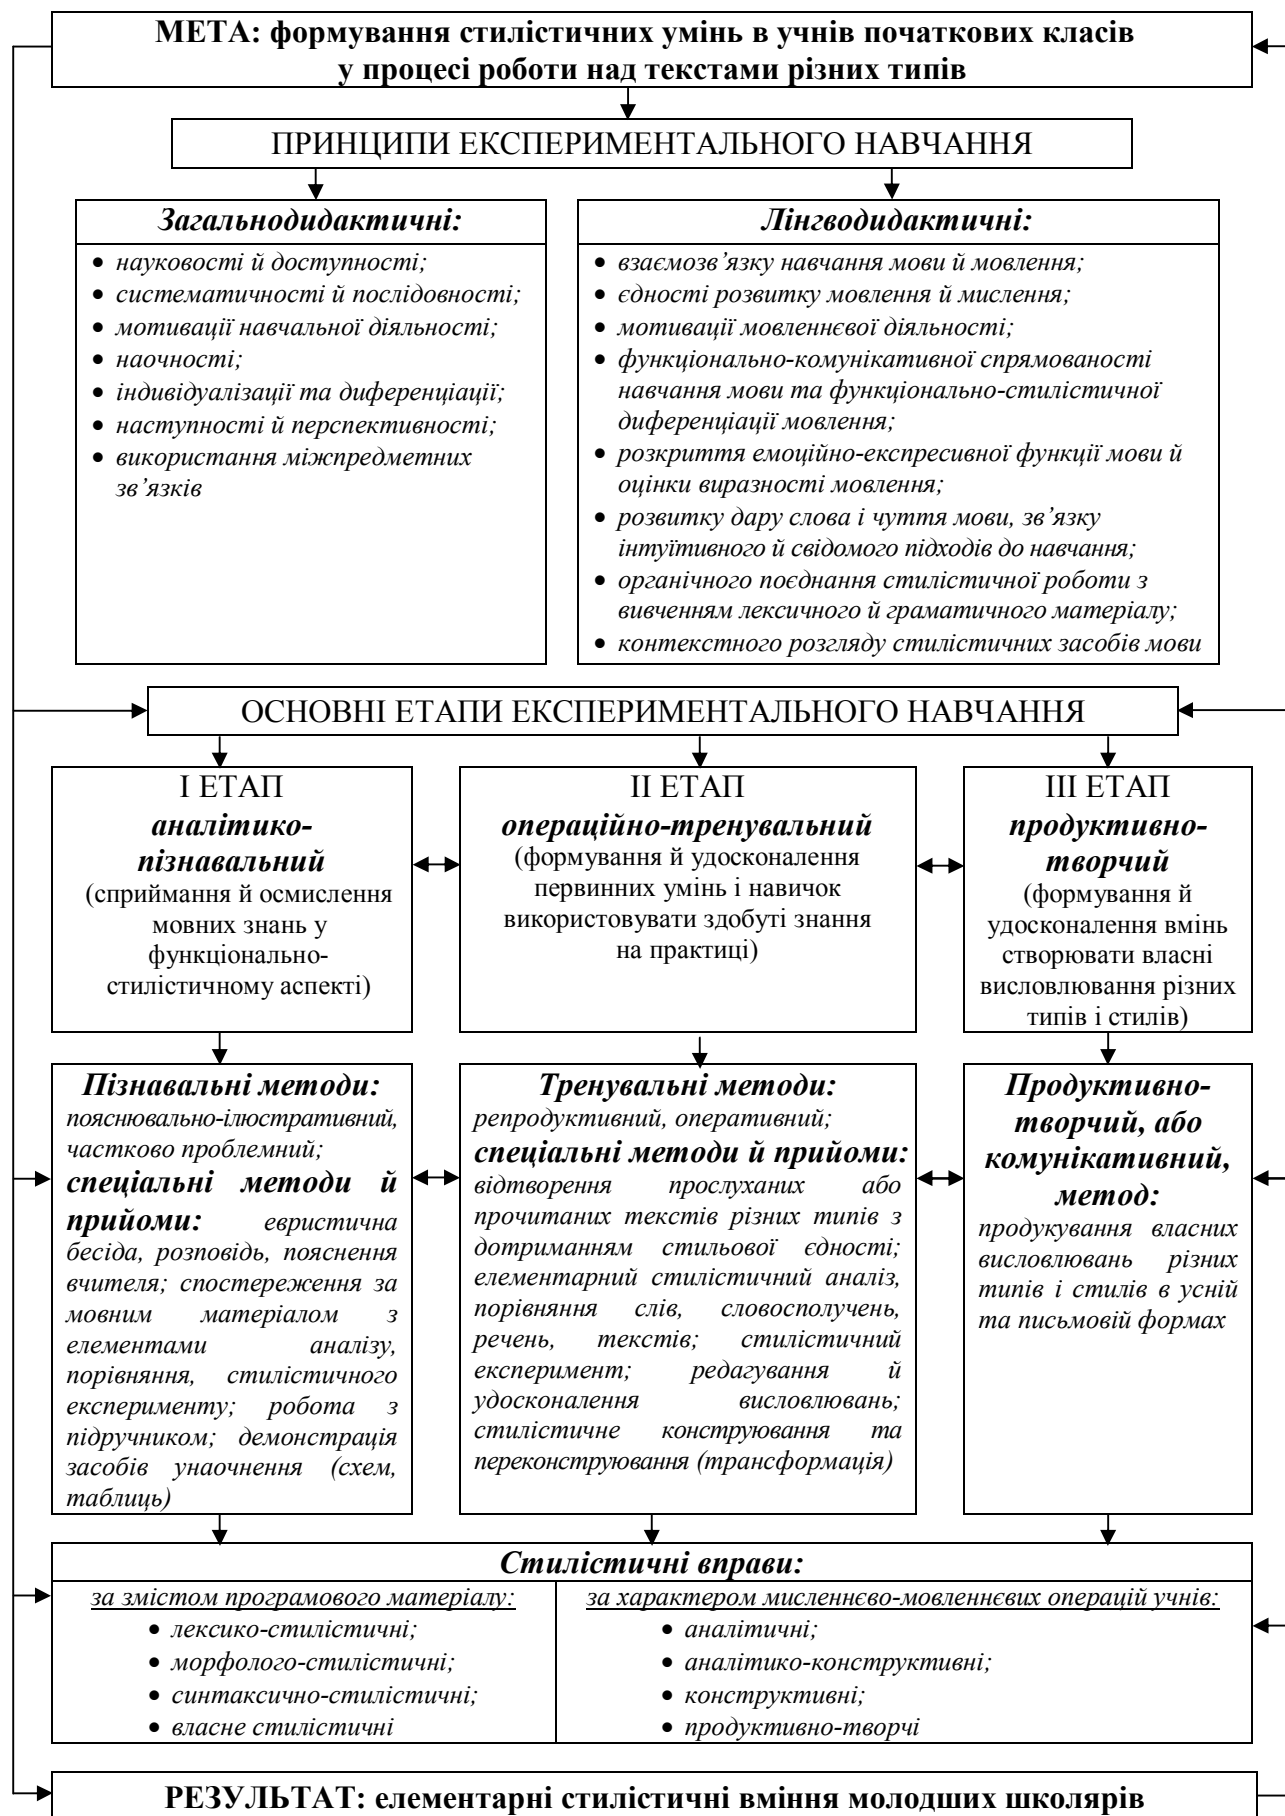 МЕТА: формування стилістичних умінь в учнів початкових класів
у процесі роботи над текстами різних типів
ПРИНЦИПИ ЕКСПЕРИМЕНТАЛЬНОГО НАВЧАННЯ
Загальнодидактичні:
• науковості й доступності;
• систематичності й послідовності;
• мотивації навчальної діяльності;
• наочності;
• індивідуалізації та диференціації;
• наступності й перспективності;
• використання міжпредметних
зв’язків
Лінгводидактичні:
• взаємозв’язку навчання мови й мовлення;
• єдності розвитку мовлення й мислення;
• мотивації мовленнєвої діяльності;
• функціонально-комунікативної спрямованості
навчання мови та функціонально-стилістичної
диференціації мовлення;
• розкриття емоційно-експресивної функції мови й
оцінки виразності мовлення;
• розвитку дару слова і чуття мови, зв’язку
інтуїтивного й свідомого підходів до навчання;
• органічного поєднання стилістичної роботи з
вивченням лексичного й граматичного матеріалу;
• контекстного розгляду стилістичних засобів мови
ОСНОВНІ ЕТАПИ ЕКСПЕРИМЕНТАЛЬНОГО НАВЧАННЯ
І ЕТАП
аналітико-
пізнавальний
(сприймання й осмислення
мовних знань у
функціонально-
стилістичному аспекті)
ІІ ЕТАП
операційно-тренувальний
(формування й удосконалення
первинних умінь і навичок
використовувати здобуті знання
на практиці)
ІІІ ЕТАП
продуктивно-
творчий
(формування й
удосконалення вмінь
створювати власні
висловлювання різних
типів і стилів)
Пізнавальні методи:
пояснювально-ілюстративний,
частково проблемний;
спеціальні методи й
прийоми: евристична
бесіда, розповідь, пояснення
вчителя; спостереження за
мовним матеріалом з
елементами аналізу,
порівняння, стилістичного
експерименту; робота з
підручником; демонстрація
засобів унаочнення (схем,
таблиць)
Тренувальні методи:
репродуктивний, оперативний;
спеціальні методи й прийоми:
відтворення прослуханих або
прочитаних текстів різних типів з
дотриманням стильової єдності;
елементарний стилістичний аналіз,
порівняння слів, словосполучень,
речень, текстів; стилістичний
експеримент; редагування й
удосконалення висловлювань;
стилістичне конструювання та
переконструювання (трансформація)
Продуктивно-
творчий, або
комунікативний,
метод:
продукування власних
висловлювань різних
типів і стилів в усній
та письмовій формах
Стилістичні вправи:
за змістом програмового матеріалу:
• лексико-стилістичні;
• морфолого-стилістичні;
• синтаксично-стилістичні;
• власне стилістичні
за характером мисленнєво-мовленнєвих операцій учнів:
• аналітичні;
• аналітико-конструктивні;
• конструктивні;
• продуктивно-творчі
РЕЗУЛЬТАТ: елементарні стилістичні вміння молодших школярів